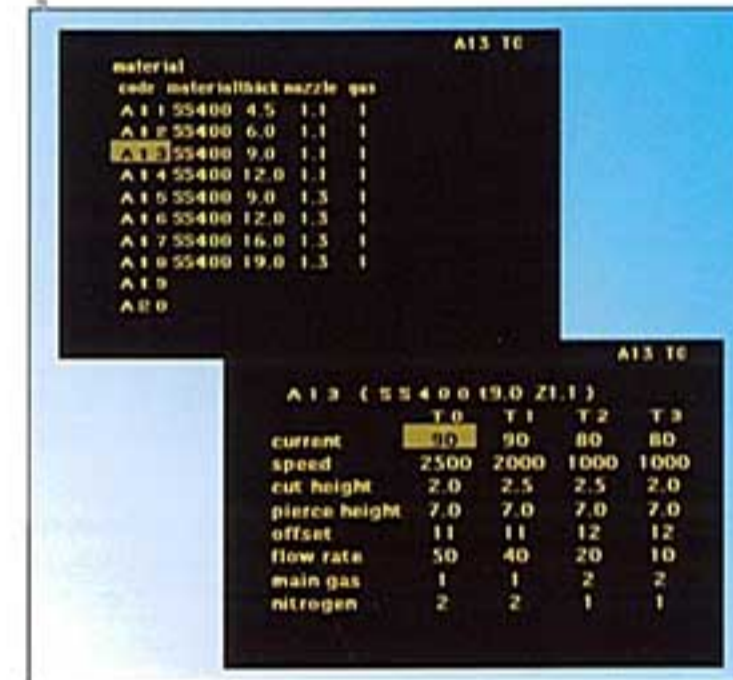 A13 T0
material
code material thick nozzle gas
A11 SS400 4.5 1.1 1
A12 SS400 6.0 1.1 1
A13 SS400 9.0 1.1 1
A14 SS400 12.0 1.1 1
A15 SS400 9.0 1.3 1
A16 SS400 12.0 1.3 1
A17 SS400 16.0 1.3 1
A18 SS400 19.0 1.3 1
A19
A20
A13 T0
A13 (SS400 t9.0 Z1.1)
T0 T1 T2 T3
current 90 90 80 80
speed 2500 2000 1000 1000
cut height 2.0 2.5 2.5 2.0
pierce height 7.0 7.0 7.0 7.0
offset 11 11 12 12
flow rate 50 40 20 10
main gas 1 1 2 2
nitrogen 2 2 1 1